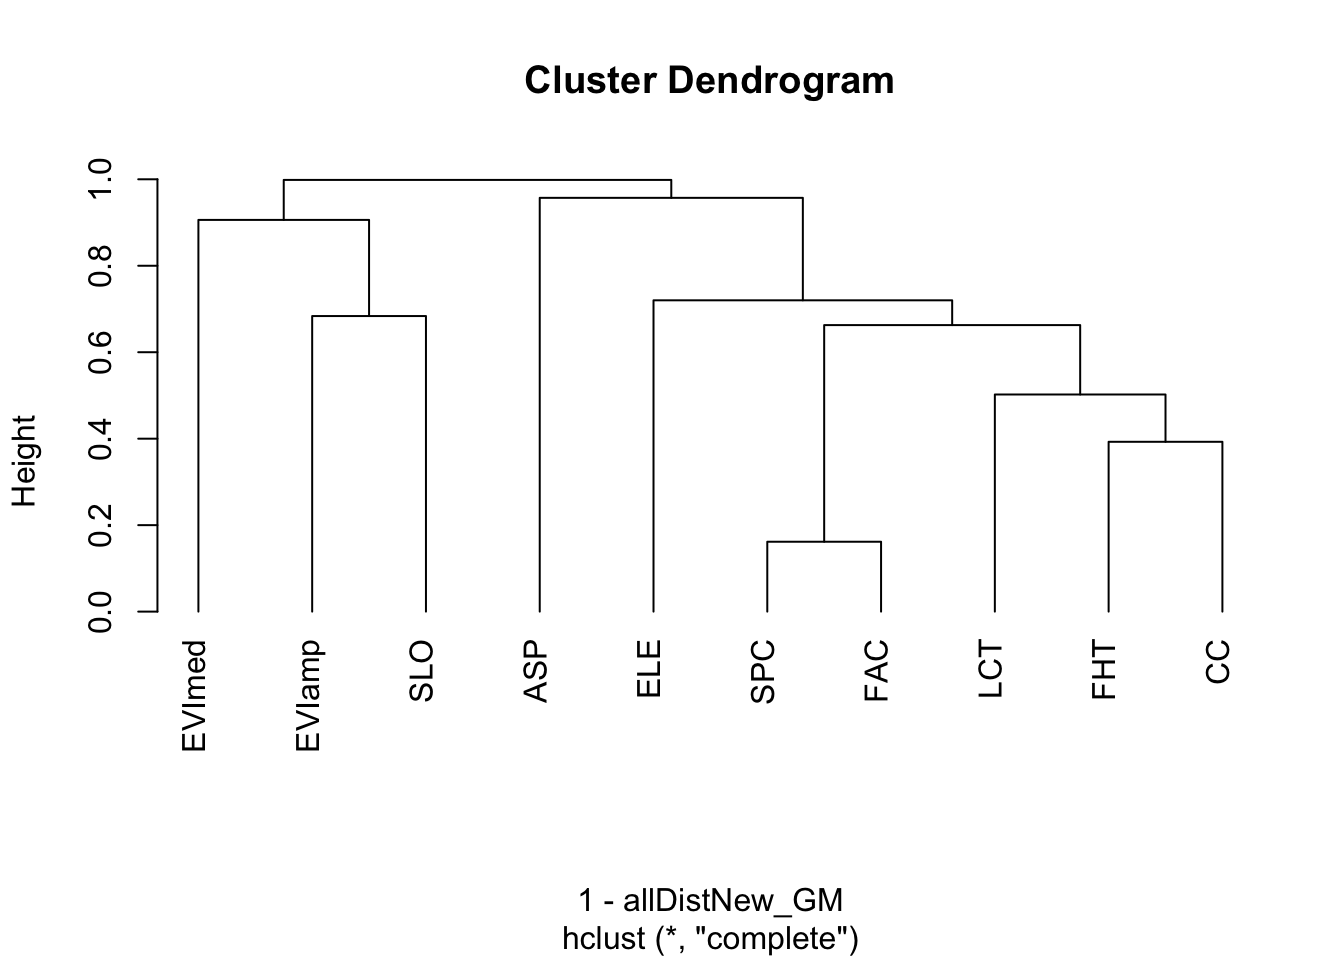 Cluster Dendrogram
Height
1.0
0.8
0.6
0.4
0.2
0.0
EVImed
EVIamp
SLO
ASP
ELE
SPC
FAC
LCT
FHT
CC
1 - allDistNew_GM
hclust (*, "complete")